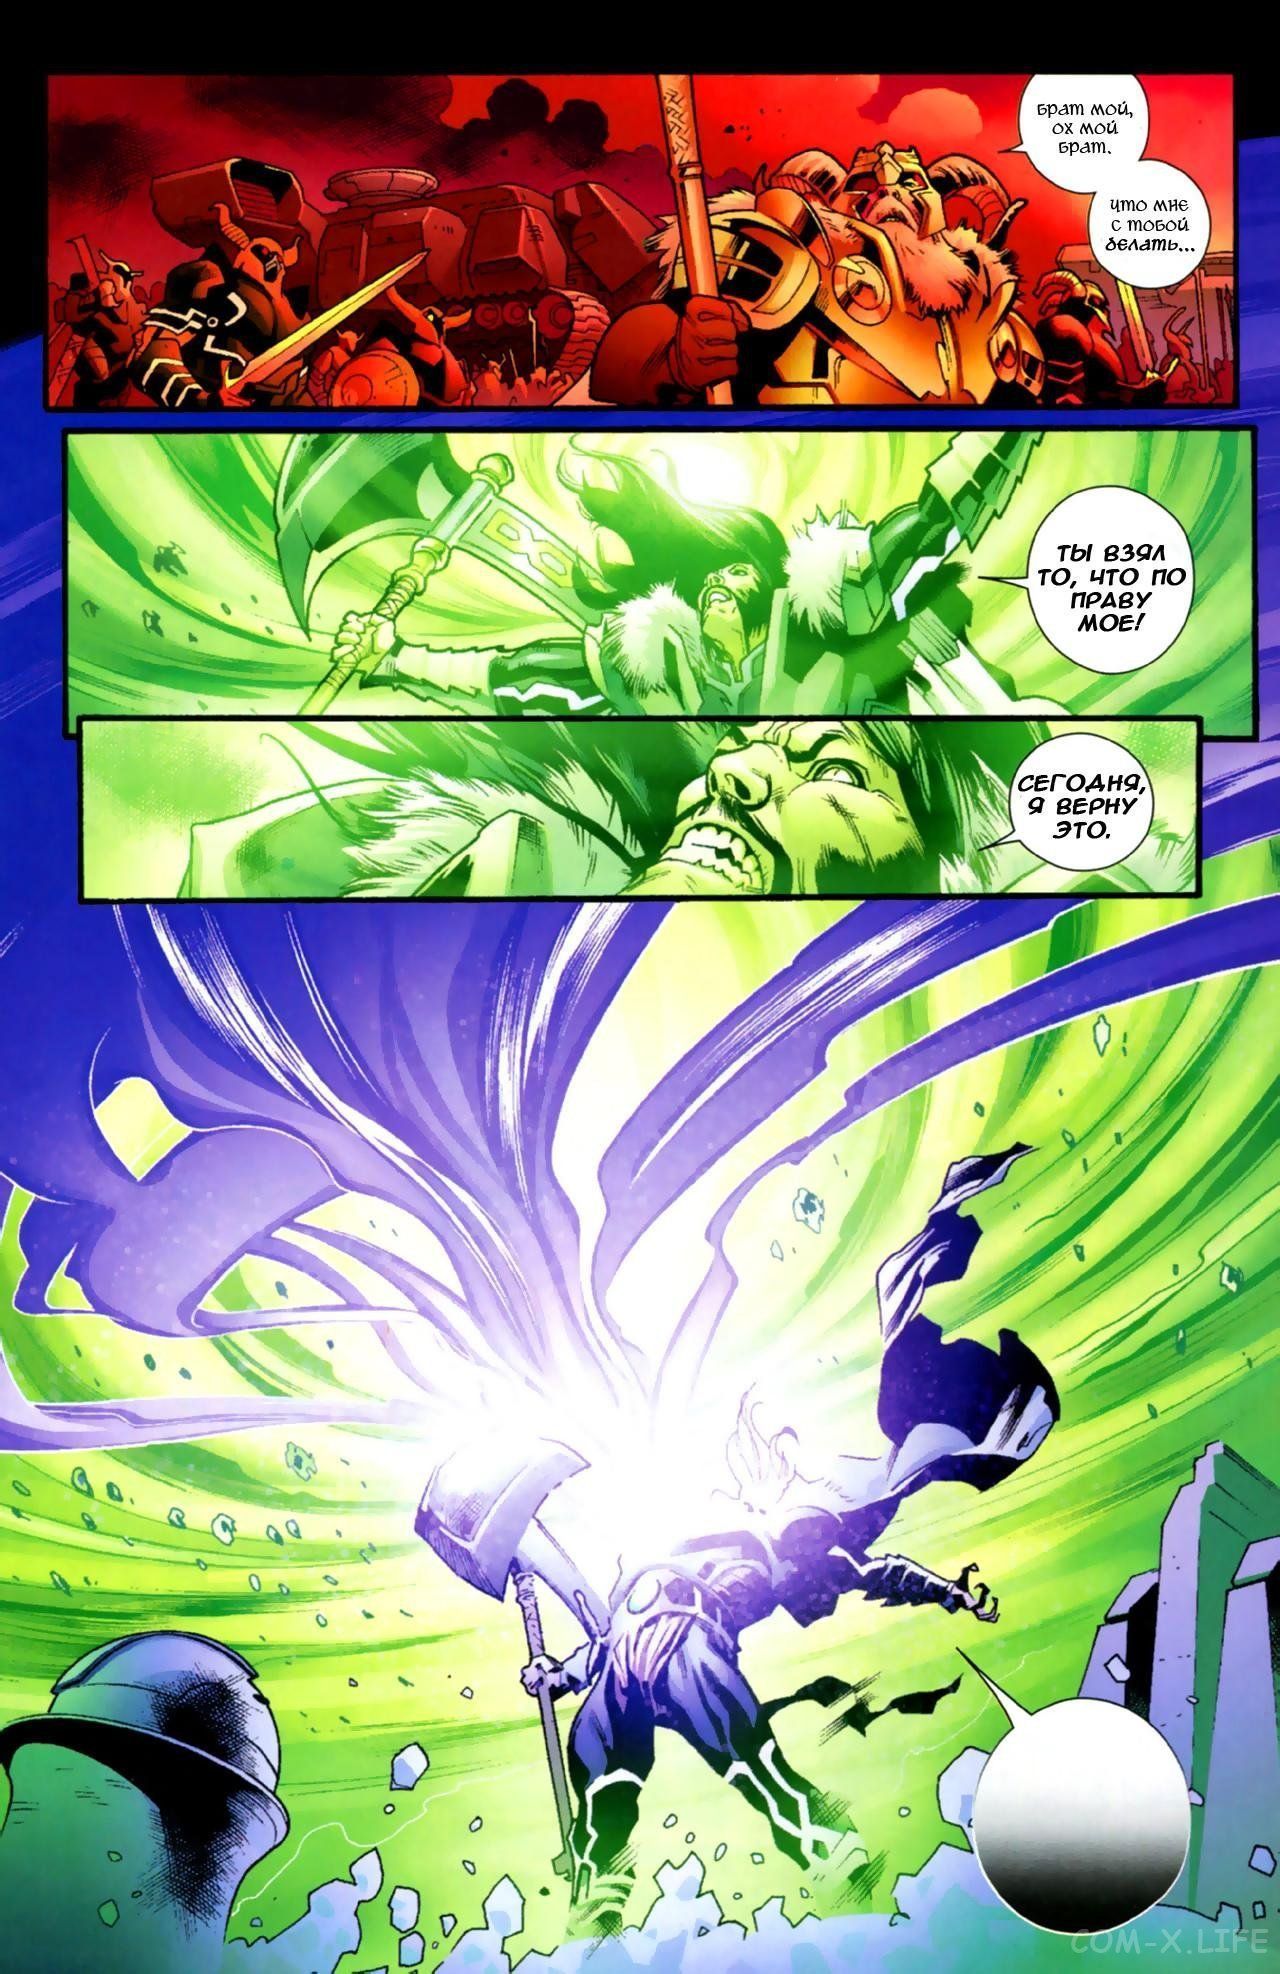 БРАТ МОЙ,
ОХ МОЙ
БРАТ.
ЧТО МНЕ
С ТОБОЙ
ДЕЛАТЬ...
ТЫ ВЗЯЛ
ТО, ЧТО ПО
ПРАВУ
МОЕ!
СЕГОДНЯ,
Я ВЕРНУ
ЭТО.
COM-X.LIFE